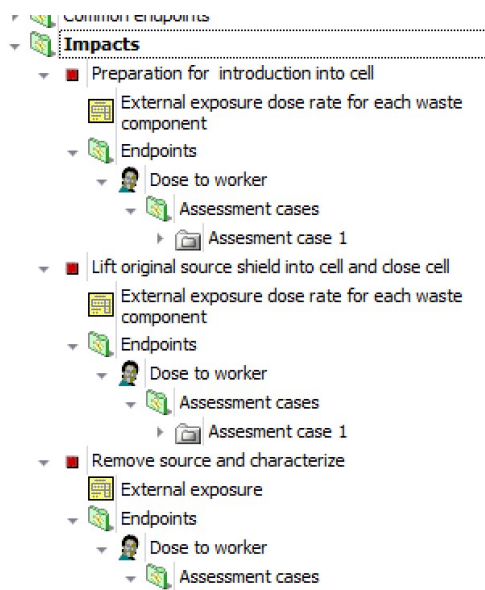 Common endpoints
Impacts
Preparation for introduction into cell
External exposure dose rate for each waste
component
Endpoints
Dose to worker
Assessment cases
Assesment case 1
Lift original source shield into cell and close cell
External exposure dose rate for each waste
component
Endpoints
Dose to worker
Assessment cases
Assesment case 1
Remove source and characterize
External exposure
Endpoints
Dose to worker
Assessment cases